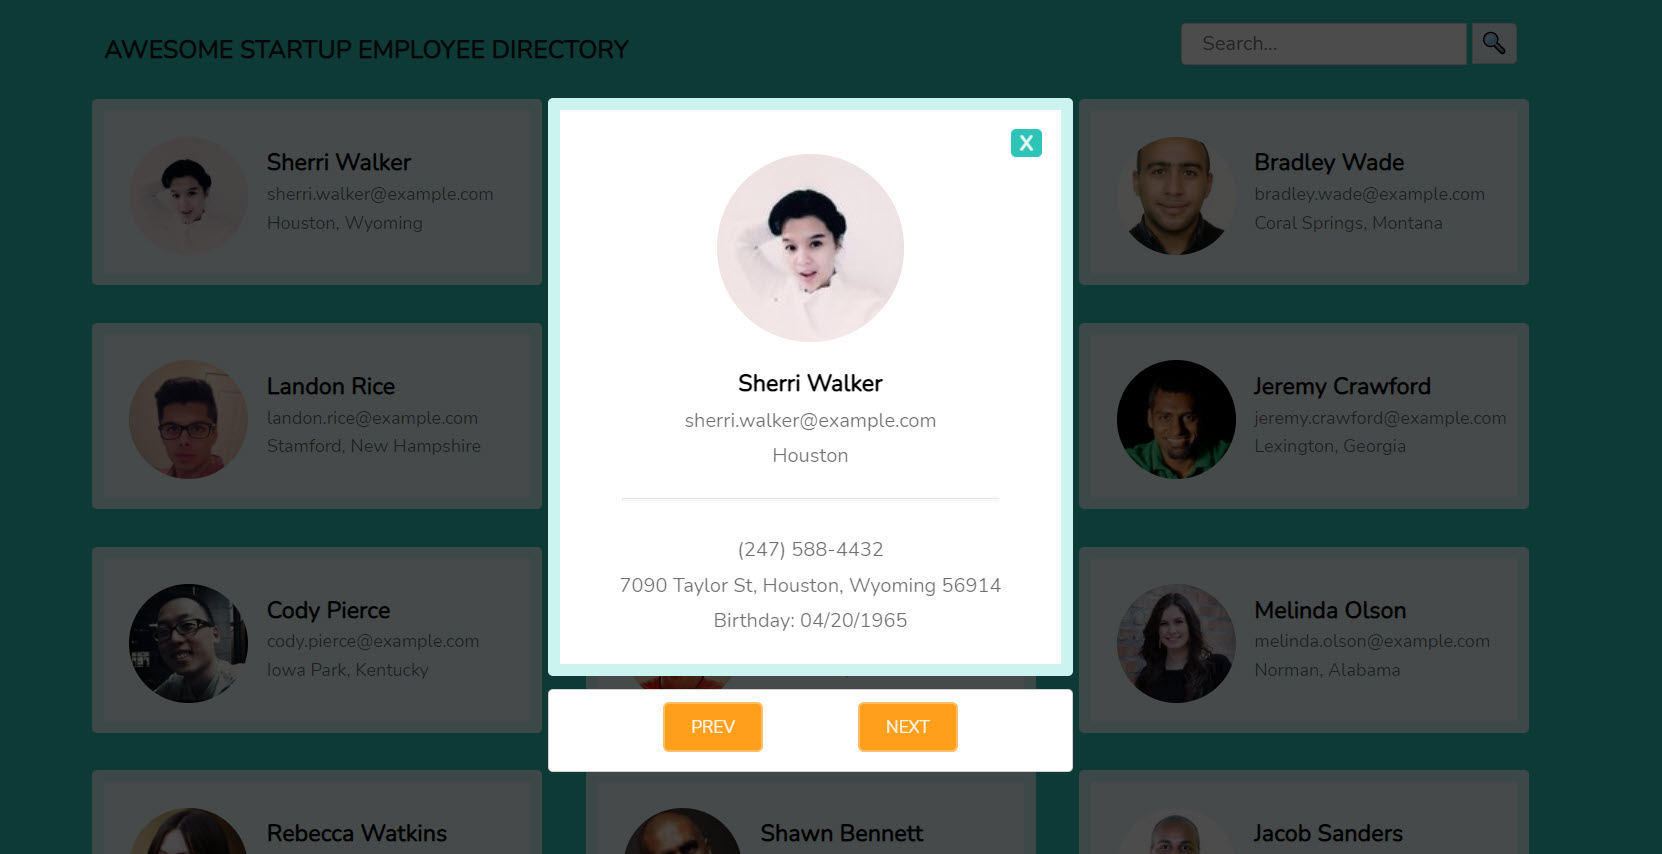 AWESOME STARTUP EMPLOYEE DIRECTORY
Search...
Sherri Walker
sherri.walker@example.com
Houston, Wyoming
X
Sherri Walker
sherri.walker@example.com
Houston
(247) 588-4432
7090 Taylor St, Houston, Wyoming 56914
Birthday: 04/20/1965
PREV
NEXT
Bradley Wade
bradley.wade@example.com
Coral Springs, Montana
Landon Rice
landon.rice@example.com
Stamford, New Hampshire
Jeremy Crawford
jeremy.crawford@example.com
Lexington, Georgia
Cody Pierce
cody.pierce@example.com
Iowa Park, Kentucky
Melinda Olson
melinda.olson@example.com
Norman, Alabama
Rebecca Watkins
Shawn Bennett
Jacob Sanders